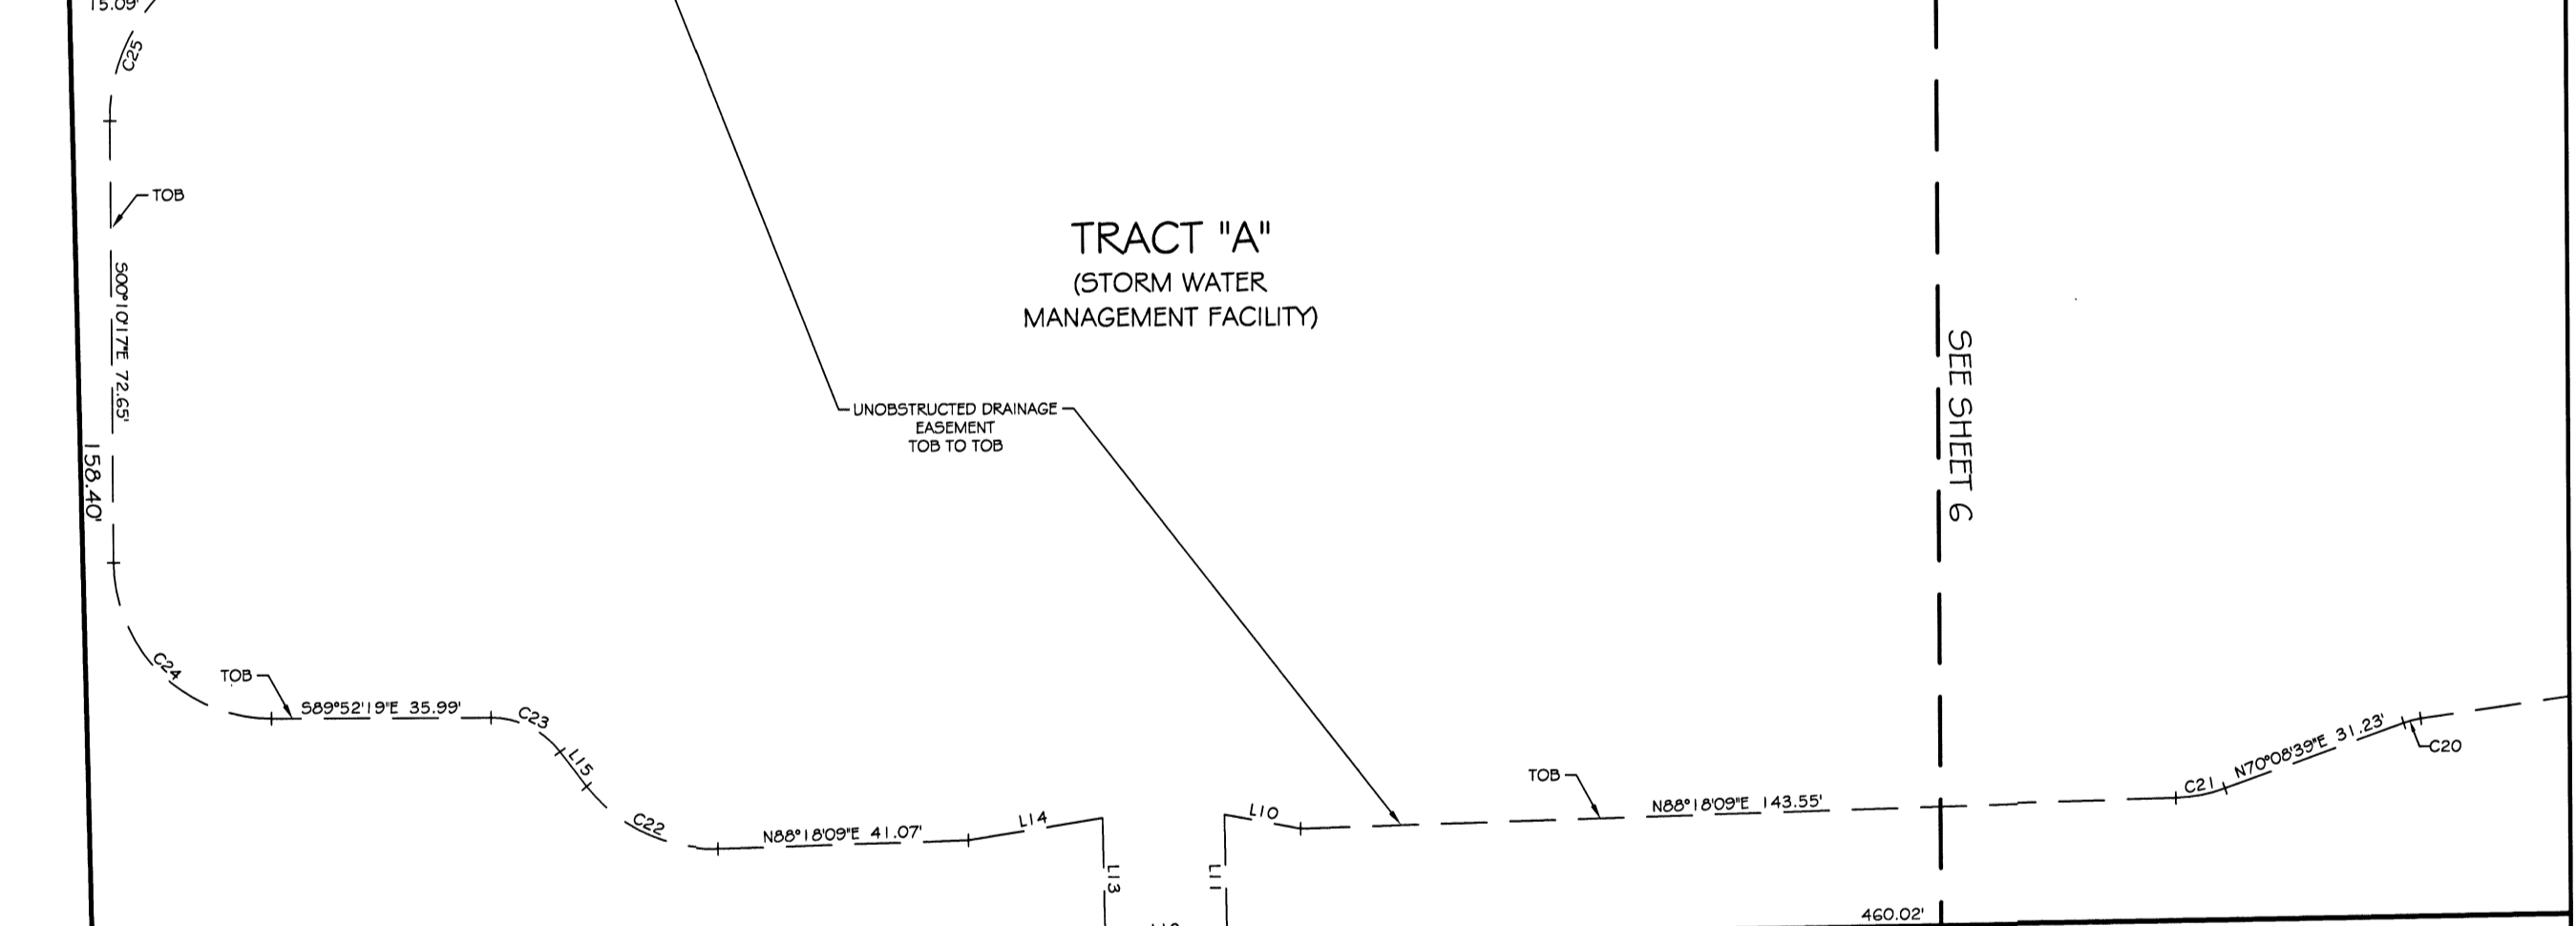 15.09'
C25
TOB
S00°10'17"E 72.65'
158.40'
TRACT "A"
(STORM WATER
MANAGEMENT FACILITY)
UNOBSTRUCTED DRAINAGE
EASEMENT
TOB TO TOB
SEE SHEET 6
C24
TOB
S89°52'19"E 35.99'
C23
L15
C22
N88°18'09"E 41.07'
L14
L13
L11
L10
TOB
N88°18'09"E 143.55'
C21
N70°08'39"E 31.23'
C20
460.02'